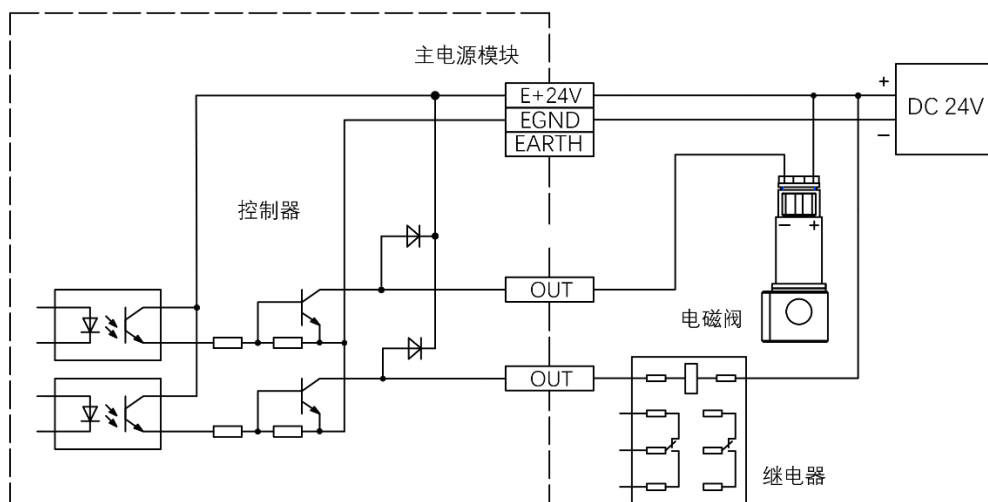 主电源模块
E+24V
+
DC 24V
EGND
−
EARTH
控制器
− +
OUT
电磁阀
OUT
继电器